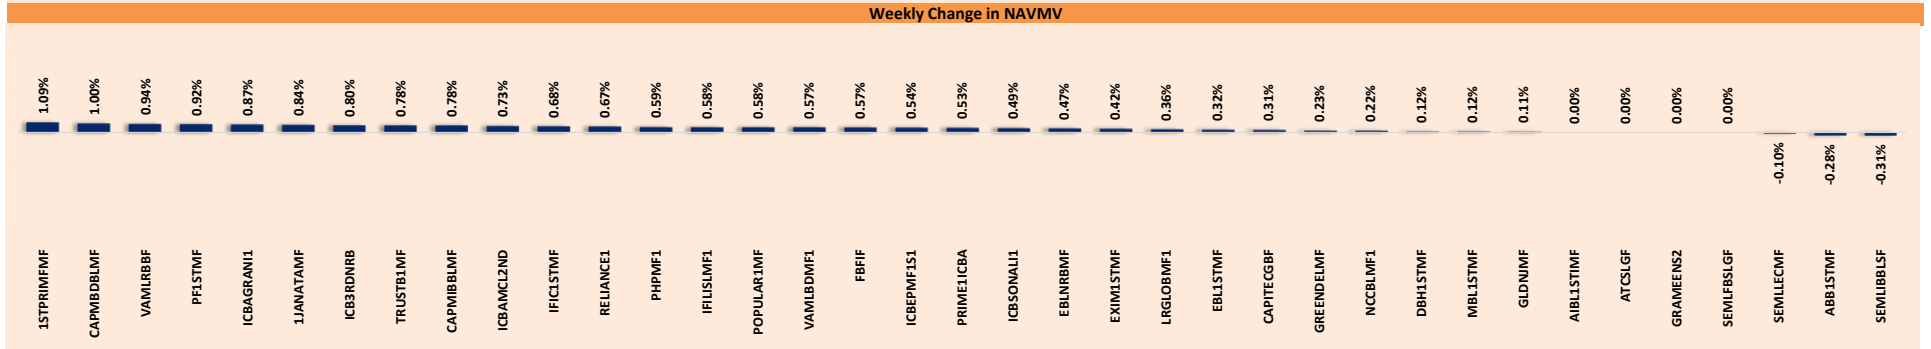 Weekly Change in NAVMV
1.09%
1.00%
0.94%
0.92%
0.87%
0.84%
0.80%
0.78%
0.78%
0.73%
0.68%
0.67%
0.59%
0.58%
0.58%
0.57%
0.57%
0.54%
0.53%
0.49%
0.47%
0.42%
0.36%
0.32%
0.31%
0.23%
0.22%
0.12%
0.12%
0.11%
0.00%
0.00%
0.00%
0.00%
-0.10%
-0.28%
-0.31%
1STPRIMFMF
CAPMBDBLMF
VAMLRBBF
PF1STMF
ICBAGRANI1
1JANATAMF
ICB3RDNRB
TRUSTB1MF
CAPMIBBLMF
ICBAMCL2ND
IFIC1STMF
RELIANCE1
PHPMF1
IFILISLMF1
POPULAR1MF
VAMLBDMF1
FBFIF
ICBEPMF1S1
PRIME1ICBA
ICBSONALI1
EBLNRBMF
EXIM1STMF
LRGLOBMF1
EBL1STMF
CAPITECGBF
GREENDELMF
NCCBLMF1
DBH1STMF
MBL1STMF
GLDNJMF
AIBL1STIMF
ATCSLGF
GRAMEENS2
SEMLFBSLGF
SEMLLECMF
ABB1STMF
SEMLIBBLSF